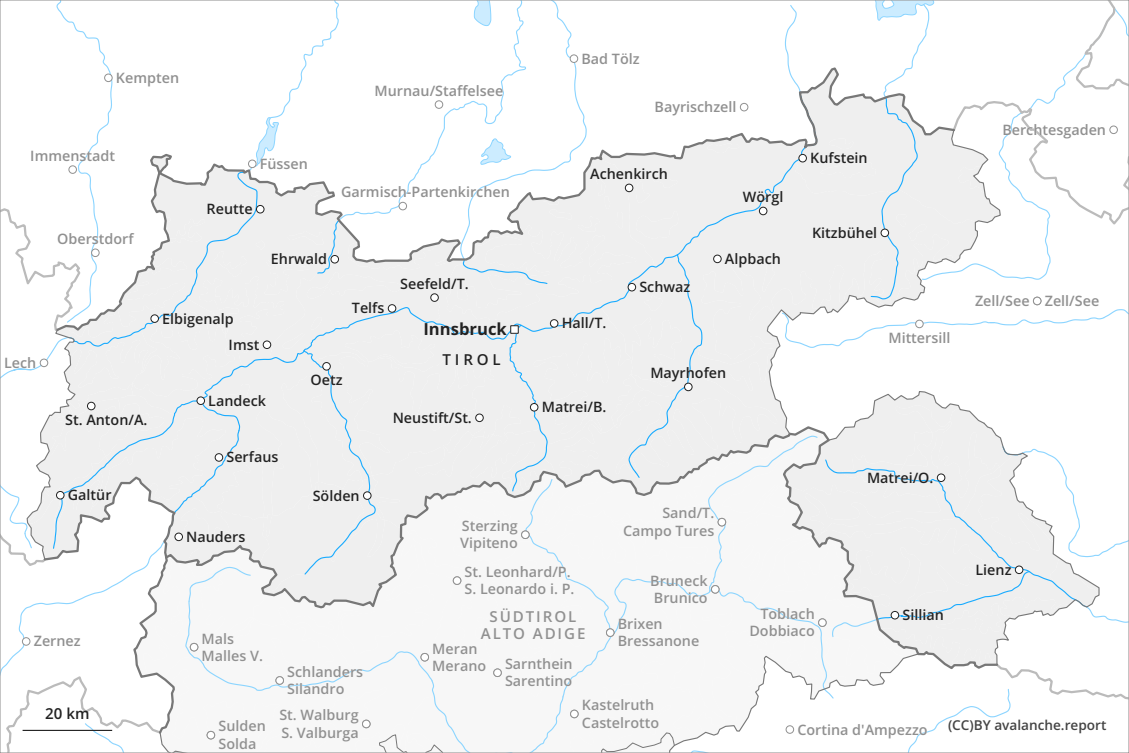 Kempten
Bad Tölz
Murnau/Staffelsee
Bayrischzell
Berchtesgaden
Immenstadt
Füssen
Kufstein
Achenkirch
Garmisch-Partenkirchen
Wörgl
Reutte
Oberstdorf
Kitzbühel
Ehrwald
Alpbach
Seefeld/T.
Schwaz
Zell/See
Zell/See
Telfs
Elbigenalp
Innsbruck
Hall/T.
Mittersill
Imst
TIROL
Lech
Oetz
Mayrhofen
Landeck
Matrei/B.
St. Anton/A.
Neustift/St.
Serfaus
Matrei/O.
Galtür
Sölden
Sand/T.
Campo Tures
Sterzing
Vipiteno
Nauders
St. Leonhard/P.
S. Leonardo i. P.
Lienz
Bruneck
Brunico
SÜDTIROL
ALTO ADIGE
Toblach
Dobbiaco
Sillian
Brixen
Bressanone
Zernez
Mals
Malles V.
Meran
Merano
Sarnthein
Sarentino
Schlanders
Silandro
Kastelruth
Castelrotto
20 km
St. Walburg
S. Valburga
Sulden
Solda
Cortina d'Ampezzo
(CC)BY avalanche.report